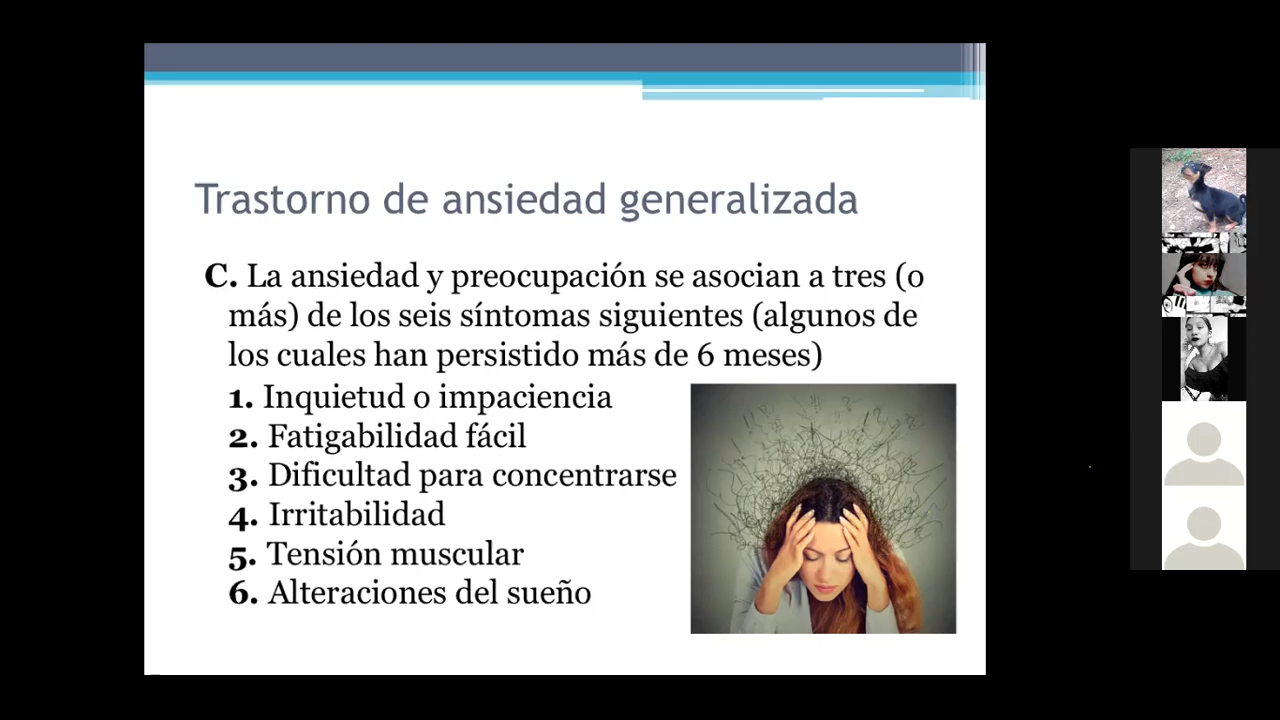 Trastorno de ansiedad generalizada
C. La ansiedad y preocupación se asocian a tres (o
más) de los seis síntomas siguientes (algunos de
los cuales han persistido más de 6 meses)
1. Inquietud o impaciencia
2. Fatigabilidad fácil
3. Dificultad para concentrarse
4. Irritabilidad
5. Tensión muscular
6. Alteraciones del sueño